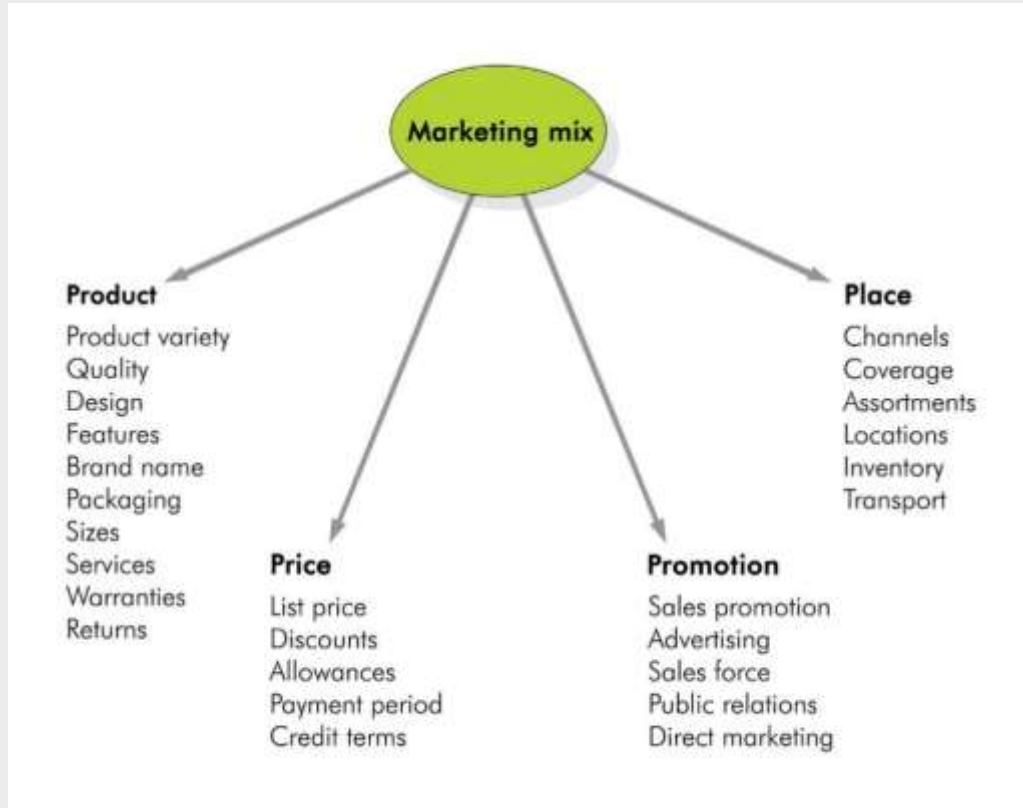 Marketing mix
Product
Product variety
Quality
Design
Features
Brand name
Packaging
Sizes
Services
Warranties
Returns
Price
List price
Discounts
Allowances
Payment period
Credit terms
Promotion
Sales promotion
Advertising
Sales force
Public relations
Direct marketing
Place
Channels
Coverage
Assortments
Locations
Inventory
Transport